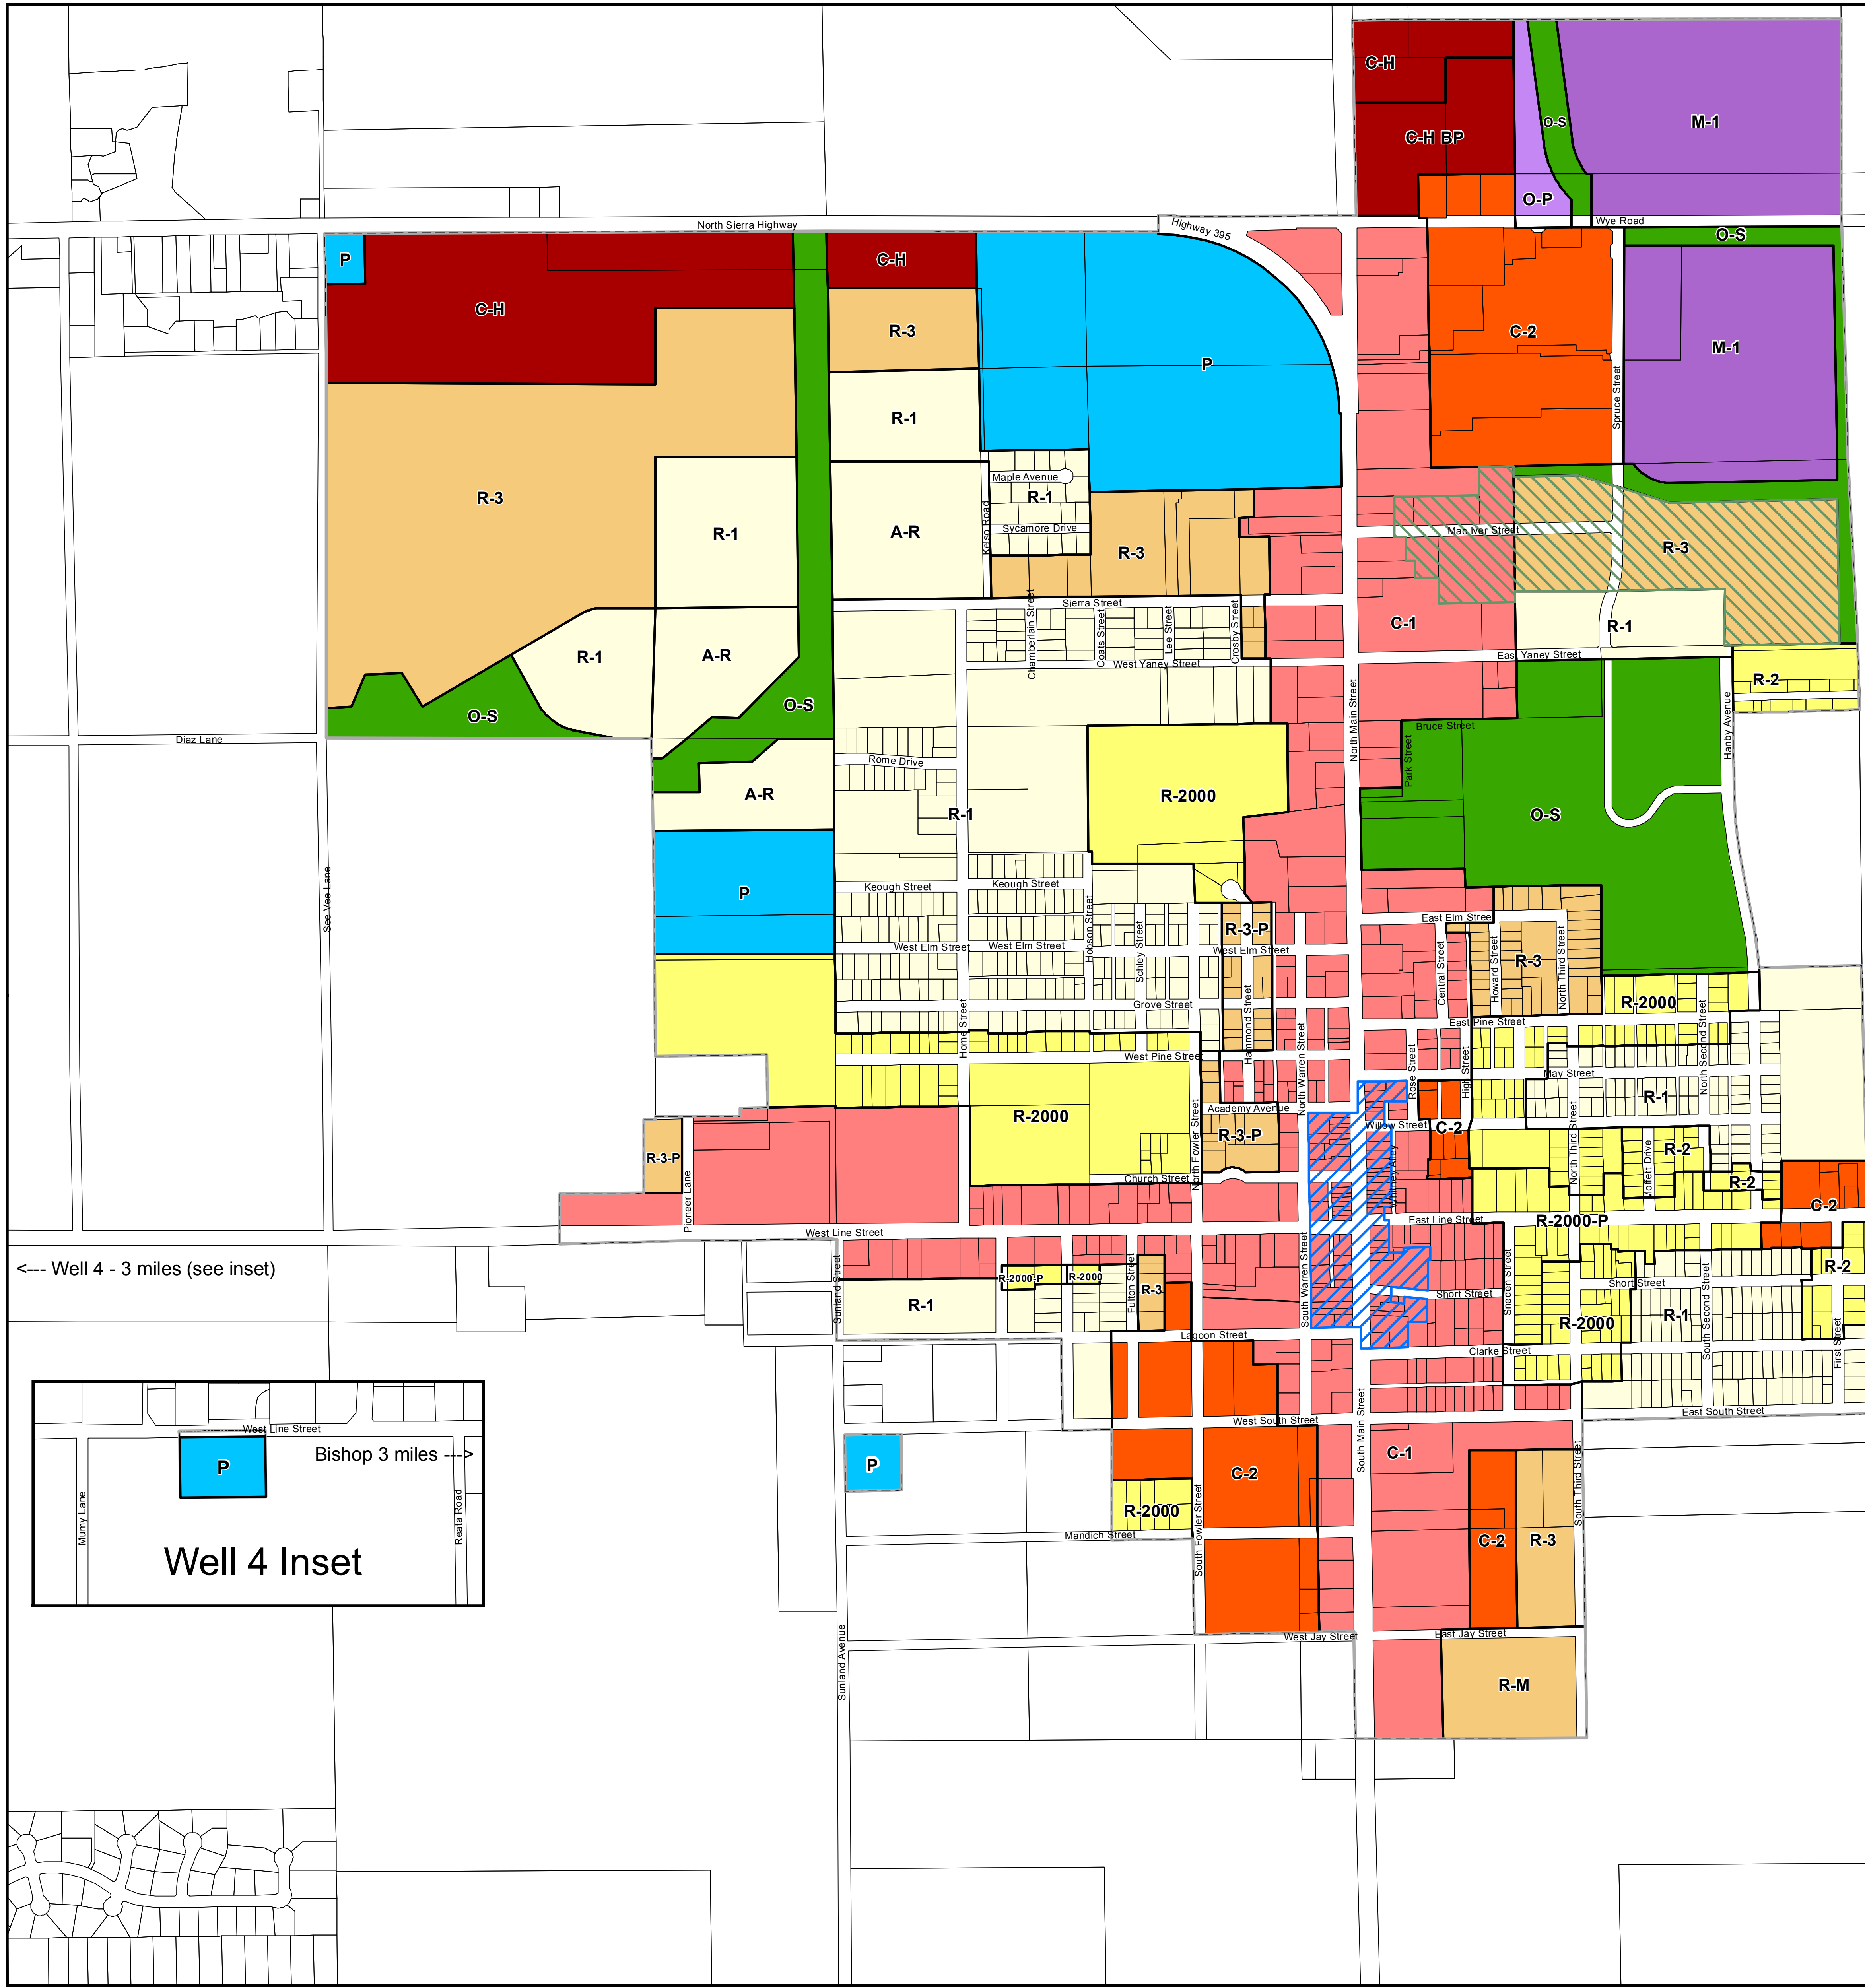 C-H
C-H BP
O-S
M-1
O-P
Wye Road
North Sierra Highway
Highway 395
O-S
P
C-H
C-H
R-3
P
C-2
M-1
Spruce Street
R-1
R-3
R-1
A-R
Kelso Road
Maple Avenue
R-1
Sycamore Drive
R-3
Mac Iver Street
R-3
Sierra Street
C-1
R-1
R-1
A-R
Chamberlain Street
Coats Street
Lee Street
Crosby Street
West Yaney Street
East Yaney Street
R-2
O-S
O-S
North Main Street
Bruce Street
Park Street
Hanby Avenue
Diaz Lane
Rome Drive
A-R
R-1
R-2000
O-S
See Vee Lane
P
Keough Street
Keough Street
Hobson Street
Schley Street
R-3-P
East Elm Street
West Elm Street
West Elm Street
West Elm Street
Central Street
Howard Street
R-3
North Third Street
Grove Street
Hammond Street
R-2000
North Second Street
Home Street
East Pine Street
West Pine Street
North Warren Street
Rose Street
High Street
May Street
R-1
R-2000
North Fowler Street
Academy Avenue
R-3-P
Willow Street
C-2
Whitney Alley
North Third Street
Moffett Drive
R-2
R-3-P
Pioneer Lane
Church Street
R-2
C-2
East Line Street
R-2000-P
West Line Street
<--- Well 4 - 3 miles (see inset)
Sunland Street
R-2000-P
R-2000
Fulton Street
R-3
R-1
South Warren Street
Short Street
Sneden Street
Short Street
R-2000
R-1
South Second Street
R-2
First Street
Lagoon Street
Clarke Street
West South Street
East South Street
South Main Street
C-1
P
C-2
R-2000
South Fowler Street
Mandich Street
C-2
R-3
South Third Street
West Line Street
Bishop 3 miles --->
P
Mumy Lane
Reata Road
Well 4 Inset
West Jay Street
East Jay Street
Sunland Avenue
R-M